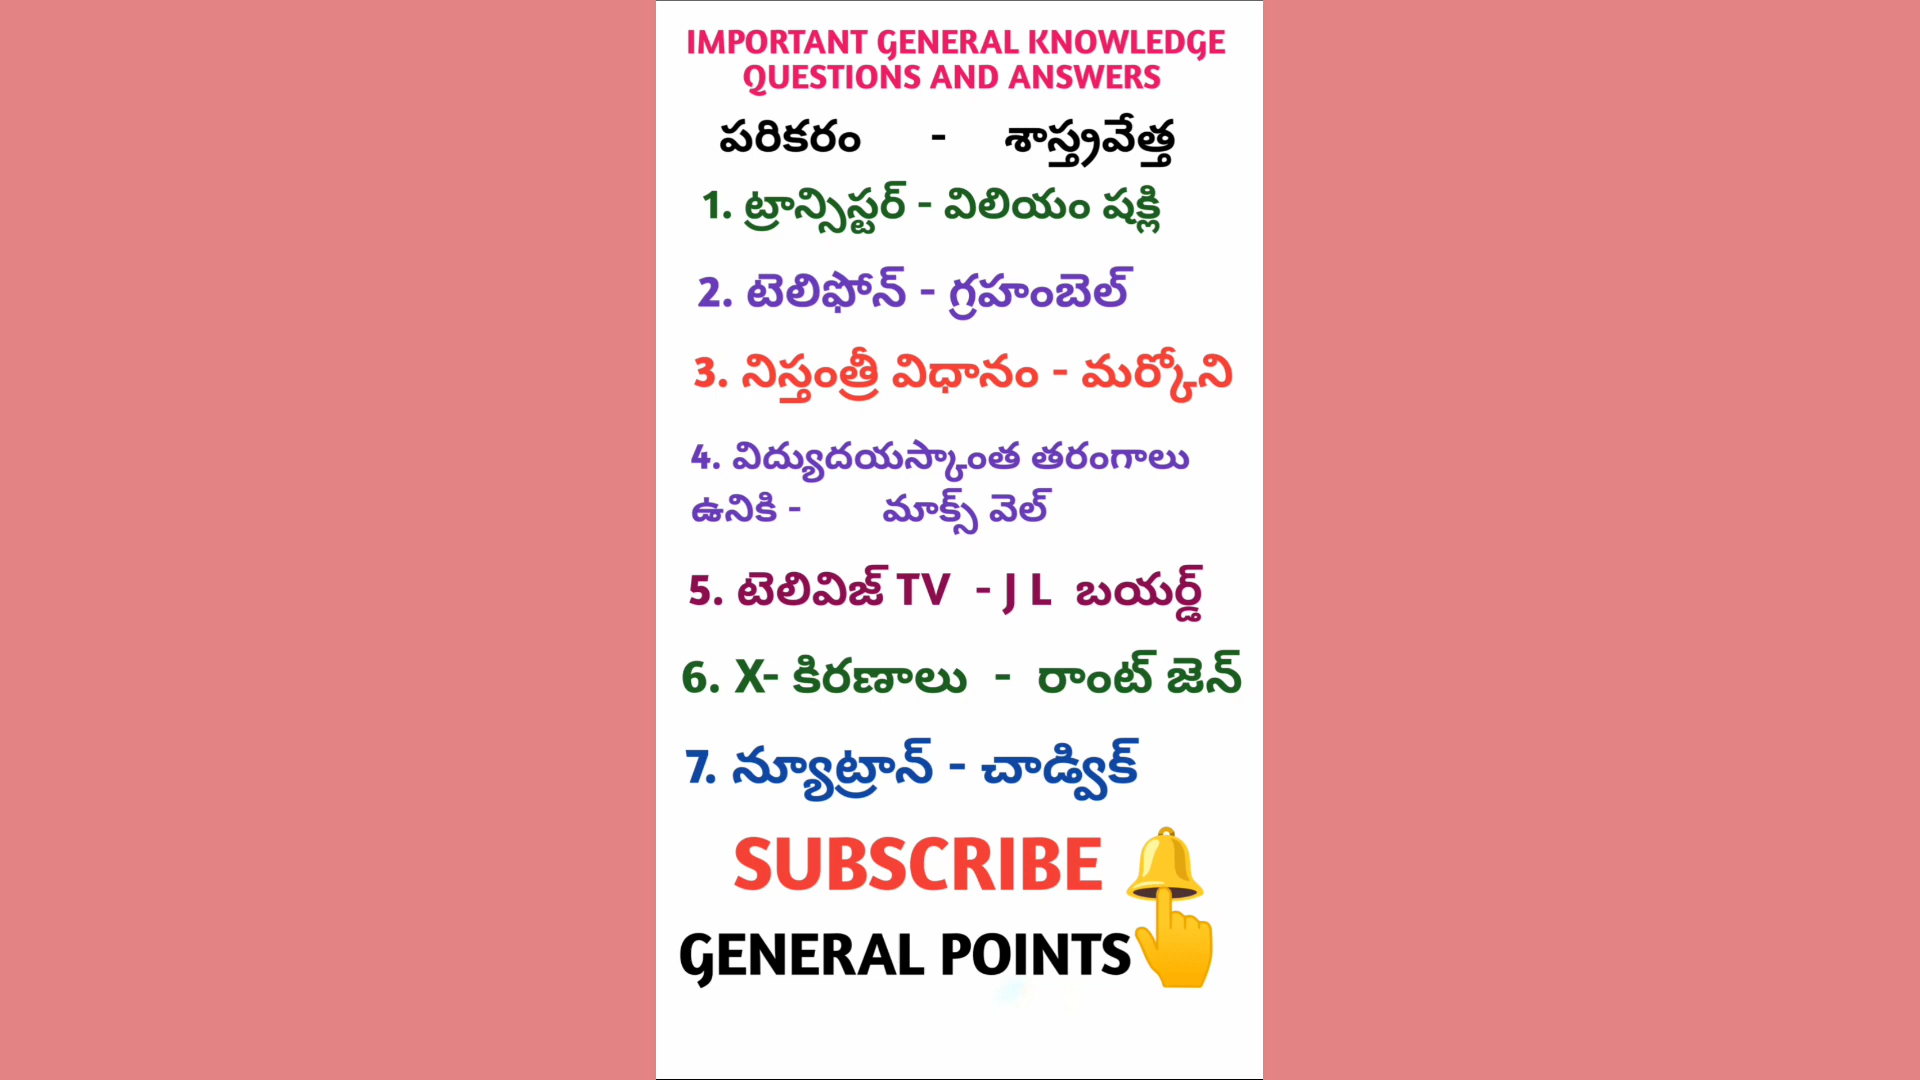 IMPORTANT GENERAL KNOWLEDGE
QUESTIONS AND ANSWERS
పరికరం - శాస్త్రవేత్త
1. ట్రాన్సిస్టర్ - విలియం షక్లి
2. టెలిఫోన్ - గ్రహంబెల్
3. నిస్తంత్రీ విధానం - మర్కోని
4. విద్యుదయస్కాంత తరంగాలు
ఉనికి - మాక్స్ వెల్
5. టెలివిజ్ TV - J L బయర్డ్
6. X- కిరణాలు - రాంట్ జెన్
7. న్యూట్రాన్ - చాడ్విక్
SUBSCRIBE
GENERAL POINTS